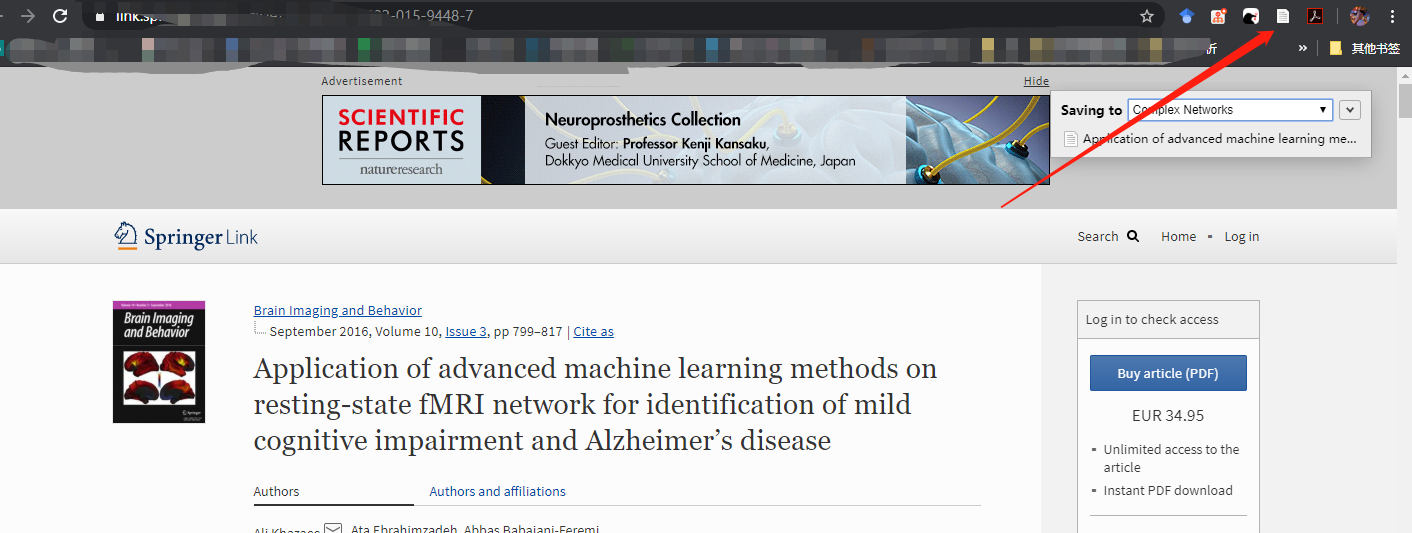 link.sp
-015-9448-7
析
»
其他书签
Advertisement
Hide
SCIENTIFIC
REPORTS
natureresearch
Neuroprosthetics Collection
Guest Editor: Professor Kenji Kansaku,
Dokkyo Medical University School of Medicine, Japan
Saving to
Complex Networks
Application of advanced machine learning me...
Springer Link
Search
Home
Log in
Brain Imaging
and Behavior
Springer
Brain Imaging and Behavior
September 2016, Volume 10, Issue 3, pp 799–817 | Cite as
Application of advanced machine learning methods on
resting-state fMRI network for identification of mild
cognitive impairment and Alzheimer’s disease
Authors
Authors and affiliations
Ali Khazaee
Ata Ebrahimzadeh, Abbas Babajani-Feremi
Log in to check access
Buy article (PDF)
EUR 34.95
Unlimited access to the
article
Instant PDF download